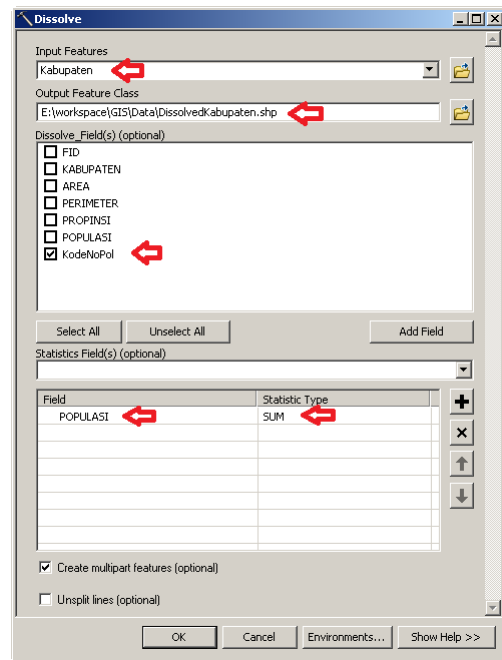 Dissolve
Input Features
Kabupaten
Output Feature Class
E:\workspace\GIS\Data\DissolvedKabupaten.shp
Dissolve_Field(s) (optional)
FID
KABUPATEN
AREA
PERIMETER
PROPINSI
POPULASI
KodeNoPol
Select All Unselect All Add Field
Statistics Field(s) (optional)
Field Statistic Type
POPULASI SUM
Create multipart features (optional)
Unsplit lines (optional)
OK Cancel Environments... Show Help >>